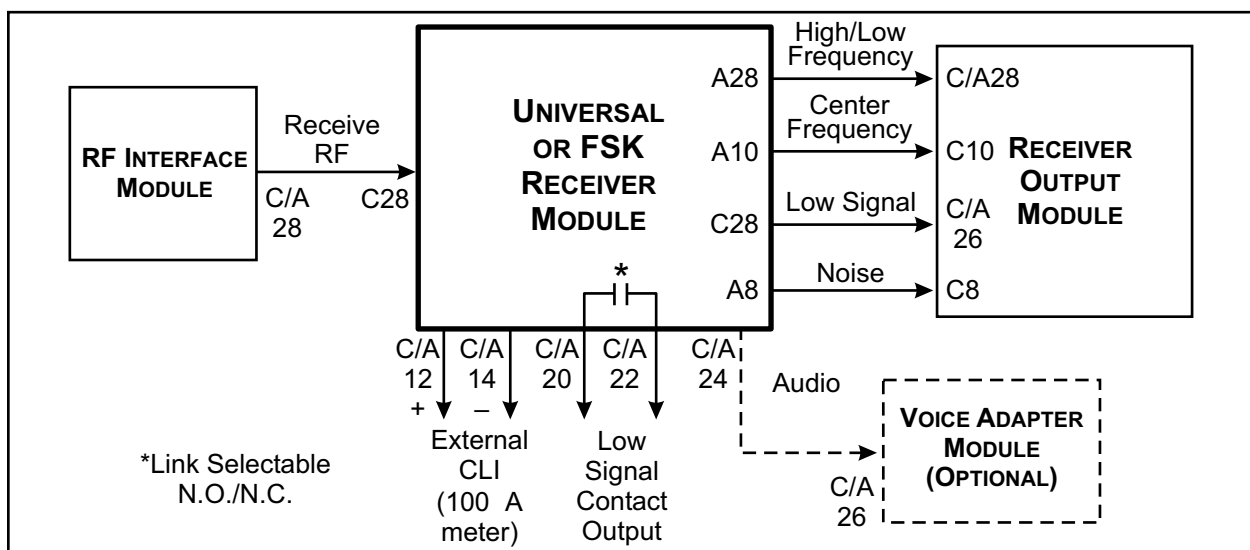 RF INTERFACE
MODULE
Receive
RF
C/A
28
C28
UNIVERSAL
OR FSK
RECEIVER
MODULE
A28
A10
C28
A8
*
High/Low
Frequency
Center
Frequency
Low Signal
Noise
C/A28
C10
C/A
26
C8
RECEIVER
OUTPUT
MODULE
C/A
12
+
C/A
14
–
C/A
20
C/A
22
C/A
24
External
CLI
(100 A
meter)
Low
Signal
Contact
Output
Audio
C/A
26
VOICE ADAPTER
MODULE
(OPTIONAL)
*Link Selectable
N.O./N.C.